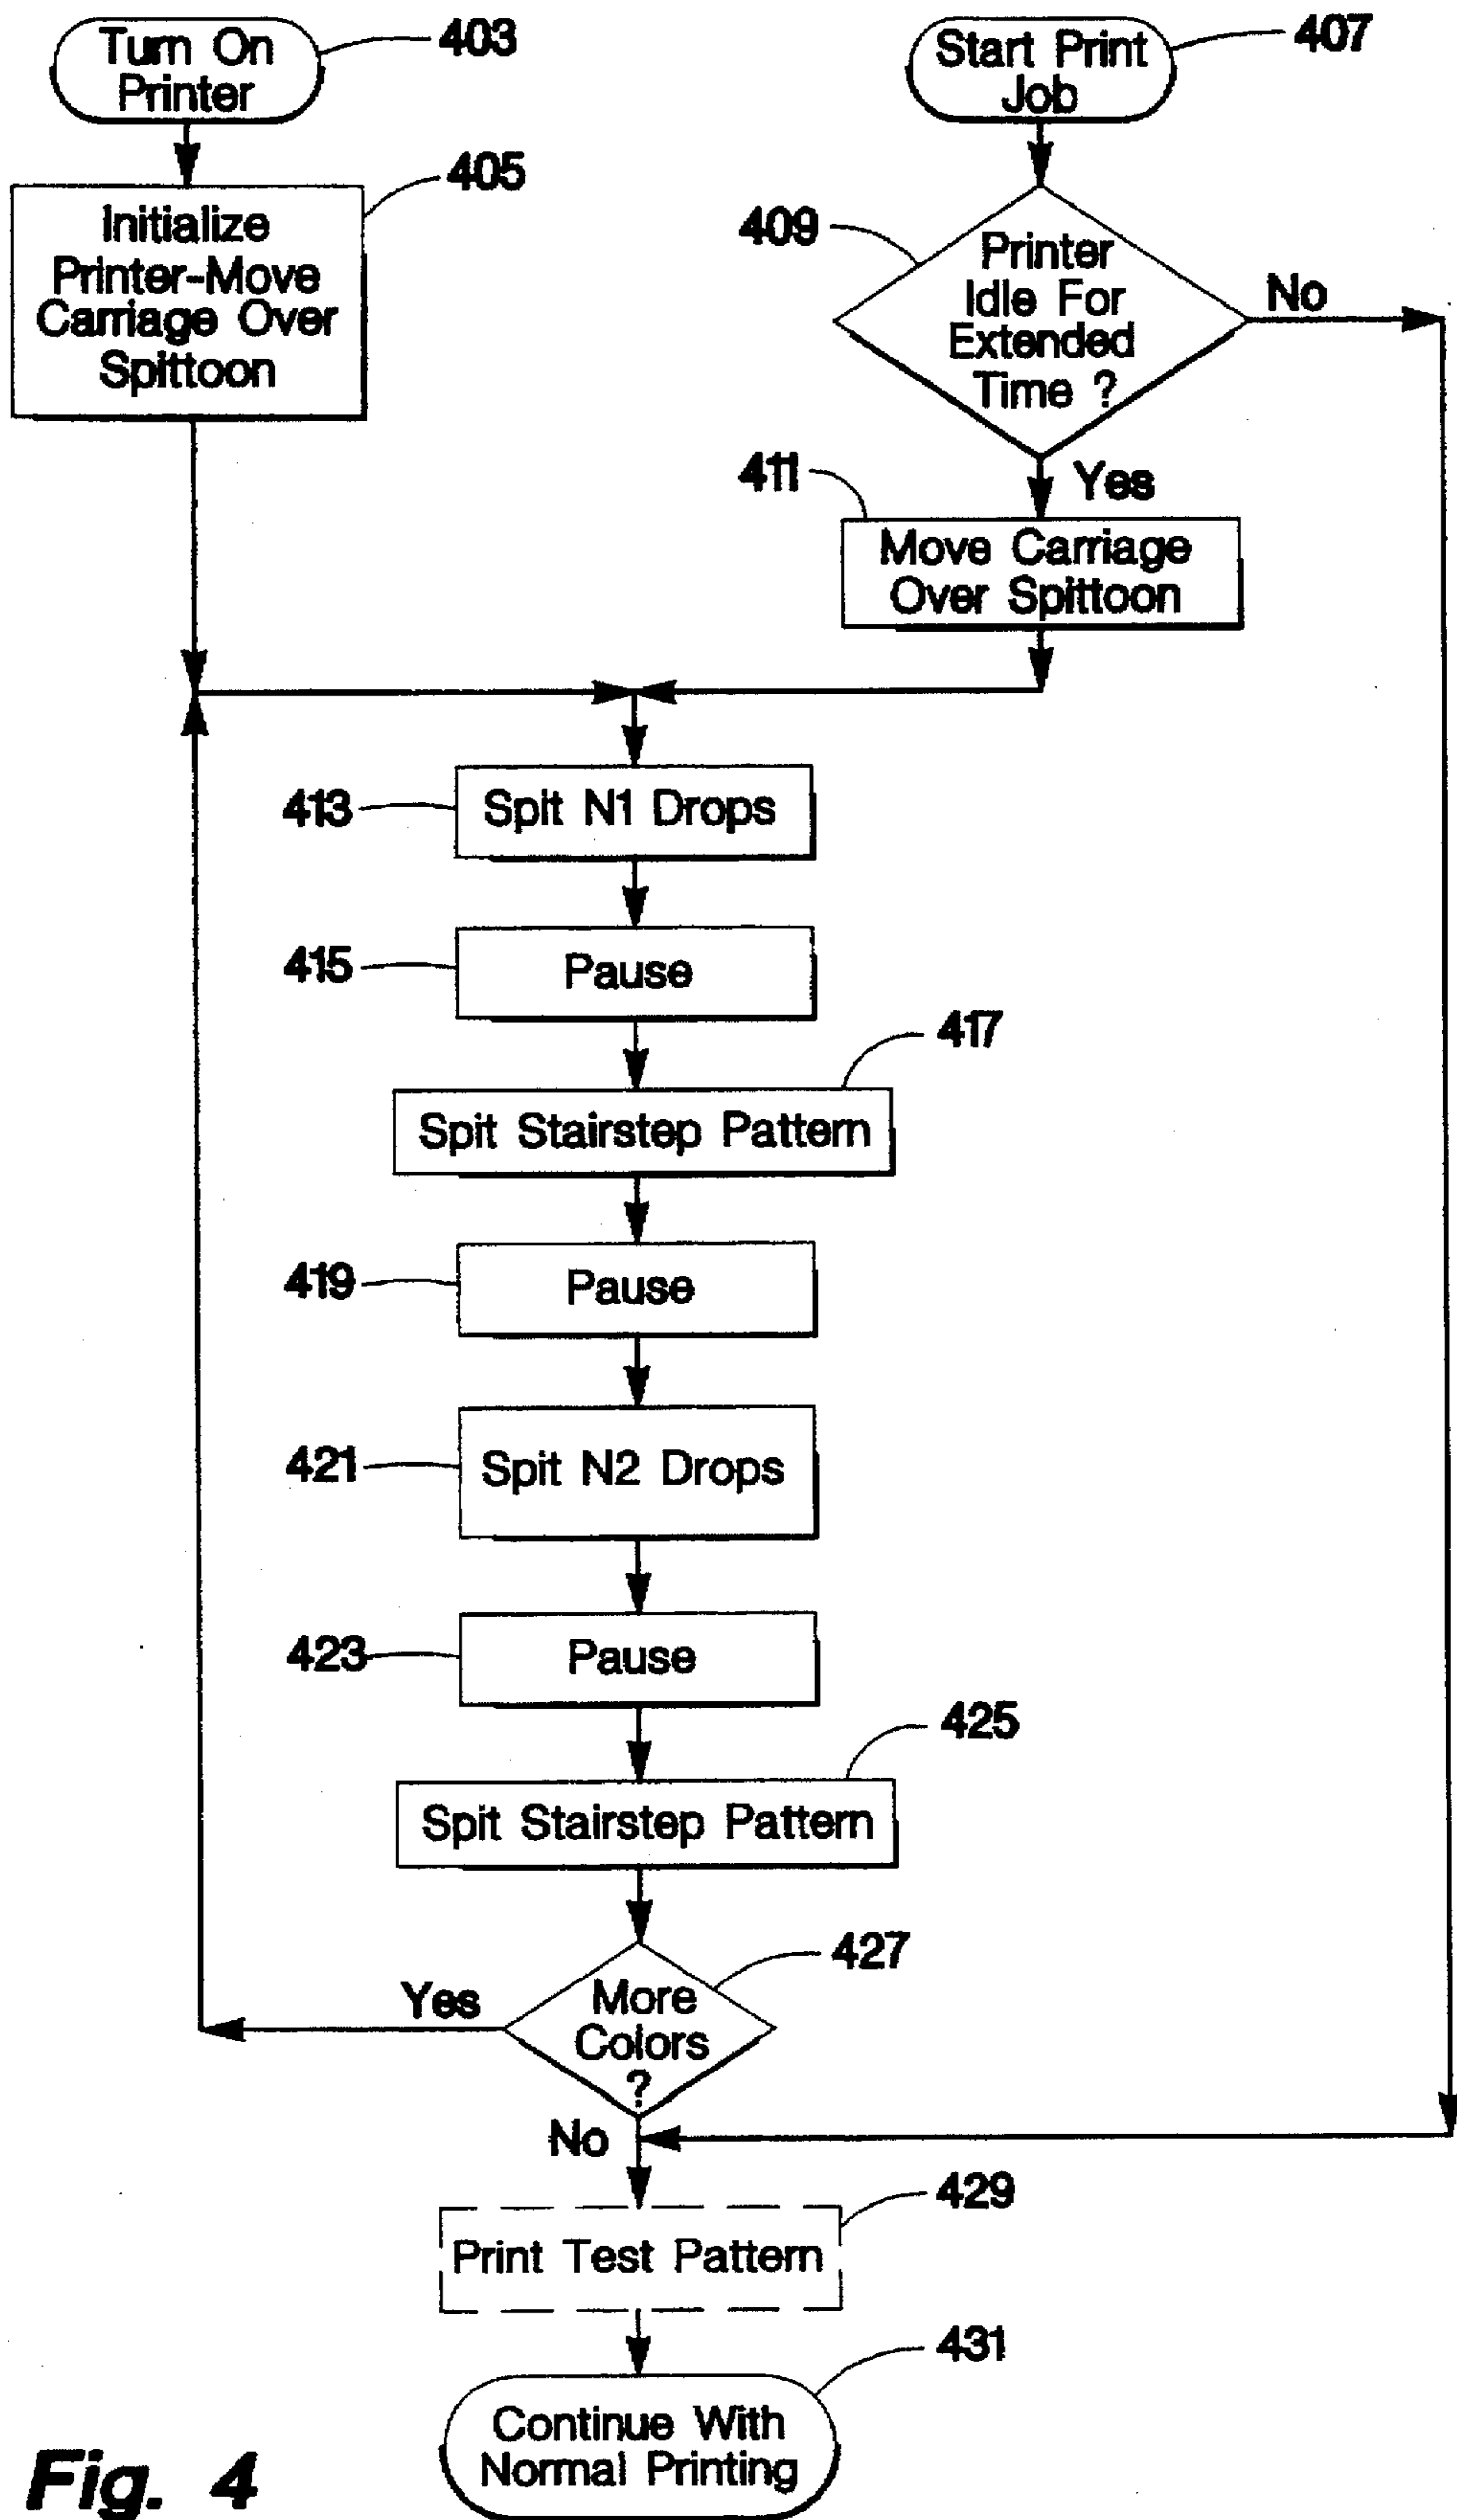 Turn On
Printer
403
Initialize
Printer-Move
Carriage Over
Spittoon
405
Start Print
Job
407
409
Printer
Idle For
Extended
Time ?
No
Yes
411
Move Carriage
Over Spittoon
413
Spit N1 Drops
415
Pause
417
Spit Stairstep Pattern
419
Pause
421
Spit N2 Drops
423
Pause
425
Spit Stairstep Pattern
427
More
Colors
?
Yes
No
429
Print Test Pattern
431
Continue With
Normal Printing
Fig. 4